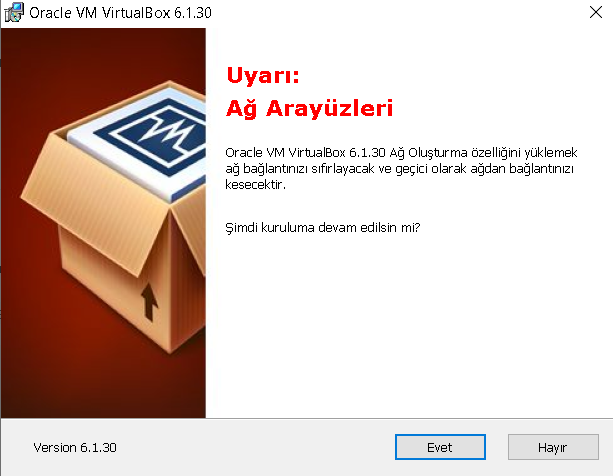 Oracle VM VirtualBox 6.1.30
Uyarı:
Ağ Arayüzleri
Oracle VM VirtualBox 6.1.30 Ağ Oluşturma özelliğini yüklemek
ağ bağlantınızı sıfırlayacak ve geçici olarak ağdan bağlantınızı
kesecektir.
Şimdi kuruluma devam edilsin mi?
Version 6.1.30
Evet
Hayır